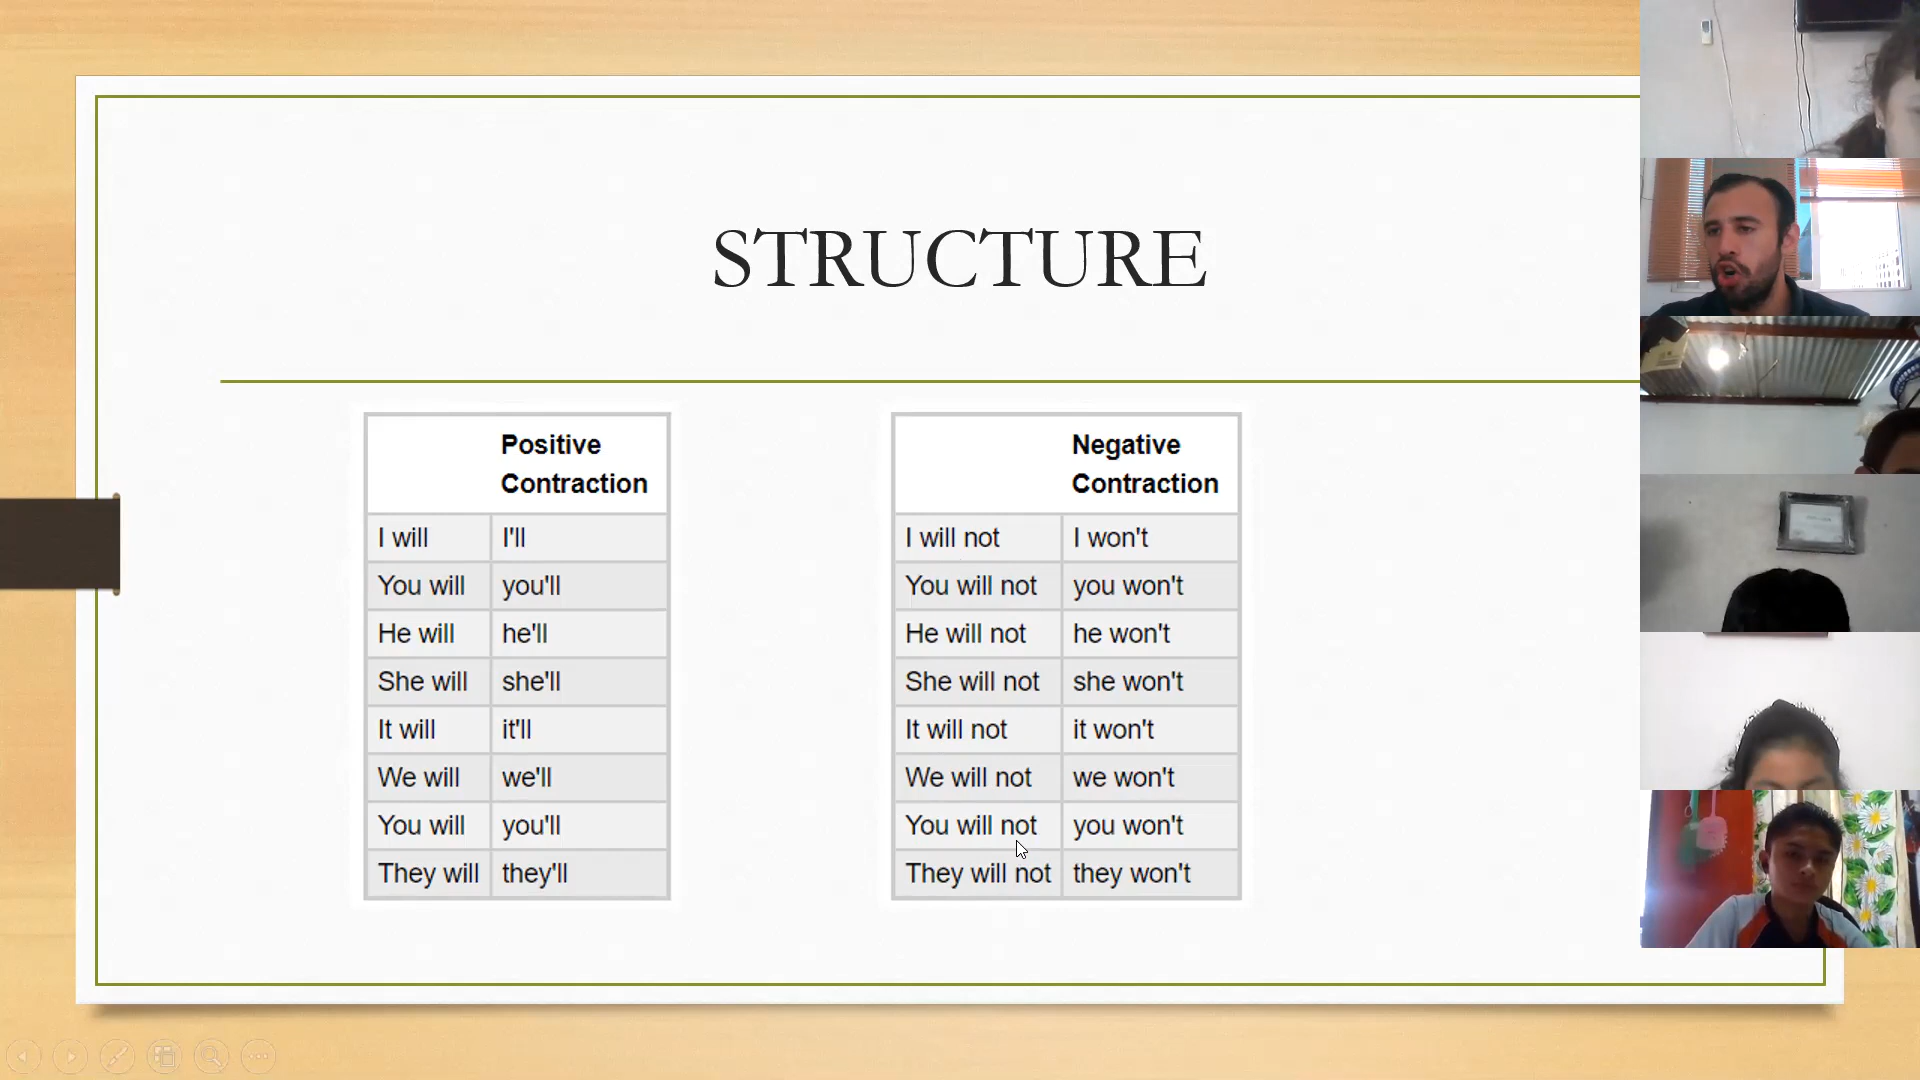 STRUCTURE
Positive
Contraction
I will I'll
You will you'll
He will he'll
She will she'll
It will it'll
We will we'll
You will you'll
They will they'll
Negative
Contraction
I will not I won't
You will not you won't
He will not he won't
She will not she won't
It will not it won't
We will not we won't
You will not you won't
They will not they won't